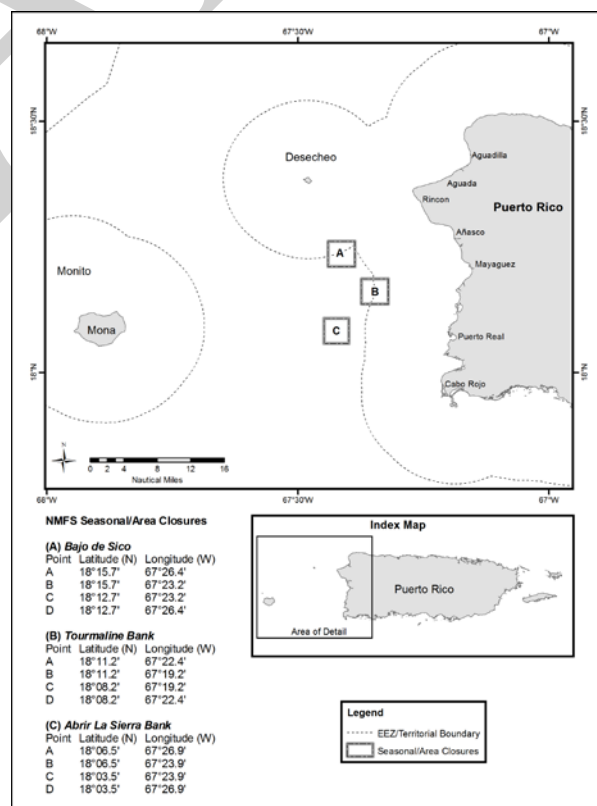 68°W 67°30'W 67°W
18°30'N 18°30'N
Desecheo
Aguadilla
Aguada
Rincon
Puerto Rico
Añasco
A
Mayaguez
Monito
B
C
Mona
Puerto Real
18°N 18°N
Cabo Rojo
N
0 2 4 8 12 16
Nautical Miles
68°W 67°30'W 67°W
NMFS Seasonal/Area Closures
(A) Bajo de Sico
Point Latitude (N) Longitude (W)
A 18°15.7' 67°26.4'
B 18°15.7' 67°23.2'
C 18°12.7' 67°23.2'
D 18°12.7' 67°26.4'
(B) Tourmaline Bank
Point Latitude (N) Longitude (W)
A 18°11.2' 67°22.4'
B 18°11.2' 67°19.2'
C 18°08.2' 67°19.2'
D 18°08.2' 67°22.4'
(C) Abrir La Sierra Bank
Point Latitude (N) Longitude (W)
A 18°06.5' 67°26.9'
B 18°06.5' 67°23.9'
C 18°03.5' 67°23.9'
D 18°03.5' 67°26.9'
Index Map
Puerto Rico
Area of Detail
Legend
EEZ/Territorial Boundary
Seasonal/Area Closures